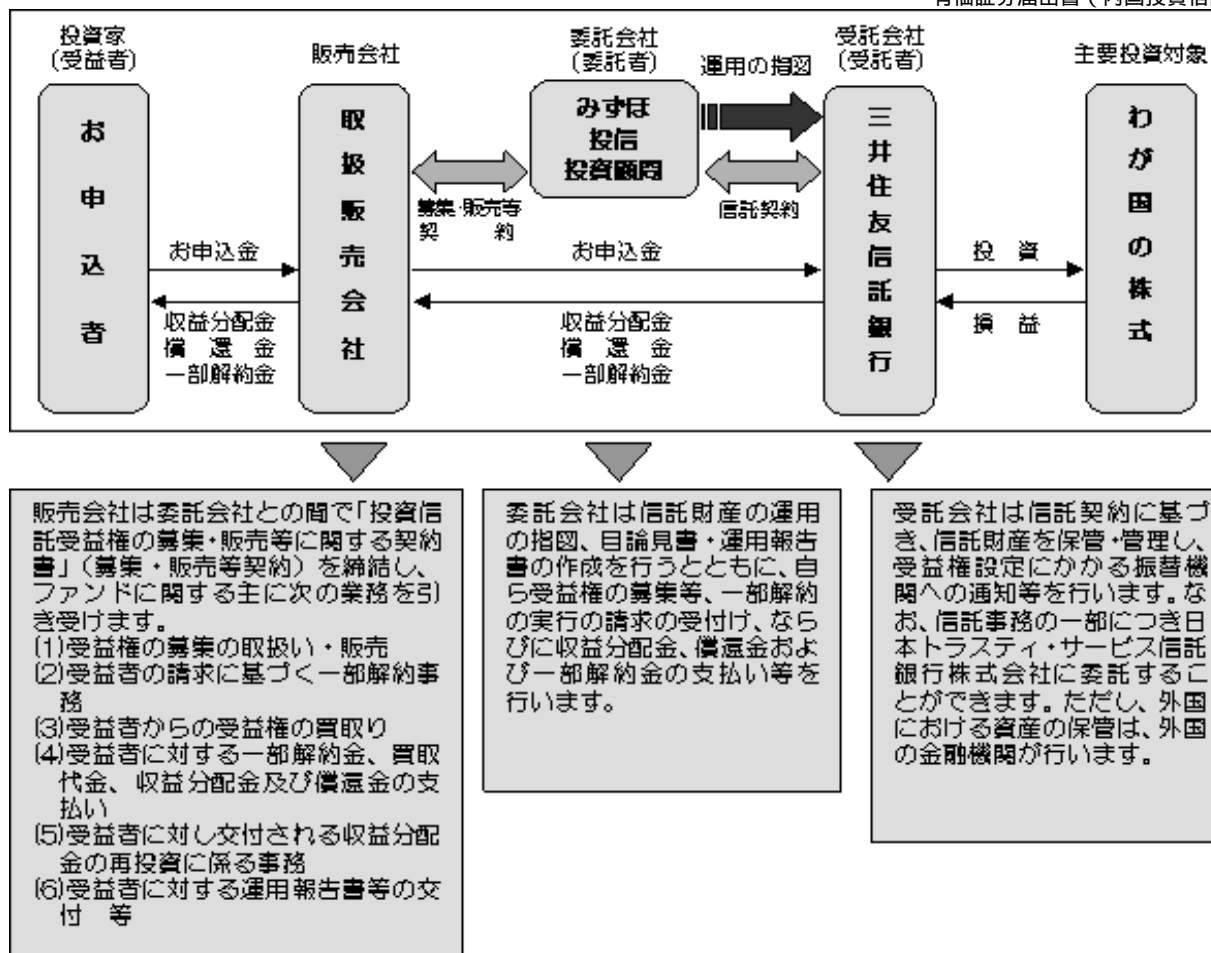 投資家
(受益者)
販売会社
委託会社
(委託者)
運用の指図
受託会社
(受託者)
主要投資対象
お申込者
取扱販売会社
みずほ
投信
投資顧問
三井住友信託銀行
わが国の株式
募集・販売等
契　約
信託契約
お申込金
お申込金
投　資
収益分配金
償　還　金
一部解約金
収益分配金
償　還　金
一部解約金
損　益
販売会社は委託会社との間で「投資信
託受益権の募集・販売等に関する契約
書」（募集・販売等契約）を締結し、
ファンドに関する主に次の業務を引
き受けます。
(1)受益権の募集の取扱い・販売
(2)受益者の請求に基づく一部解約事
務
(3)受益者からの受益権の買取り
(4)受益者に対する一部解約金、買取
代金、収益分配金及び償還金の支
払い
(5)受益者に対し交付される収益分配
金の再投資に係る事務
(6)受益者に対する運用報告書等の交
付　等
委託会社は信託財産の運用
の指図、目論見書・運用報告
書の作成を行うとともに、自
ら受益権の募集等、一部解約
の実行の請求の受付け、なら
びに収益分配金、償還金およ
び一部解約金の支払い等を
行います。
受託会社は信託契約に基づ
き、信託財産を保管・管理し、
受益権設定にかかる振替機
関への通知等を行います。な
お、信託事務の一部につき日
本トラスティ・サービス信託
銀行株式会社に委託するこ
とができます。ただし、外国
における資産の保管は、外国
の金融機関が行います。